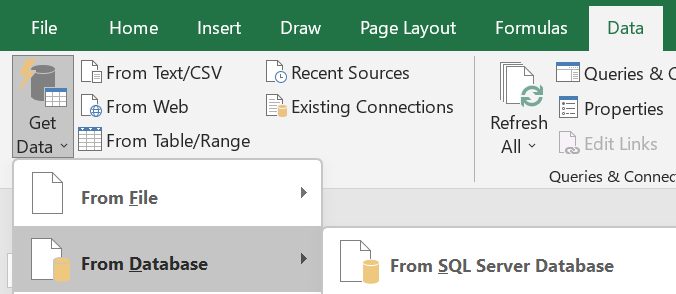 File Home Insert Draw Page Layout Formulas Data
Get Data
From Text/CSV
From Web
From Table/Range
Recent Sources
Existing Connections
Refresh All
Queries & C
Properties
Edit Links
Queries & Connec
From File
From Database
From SQL Server Database